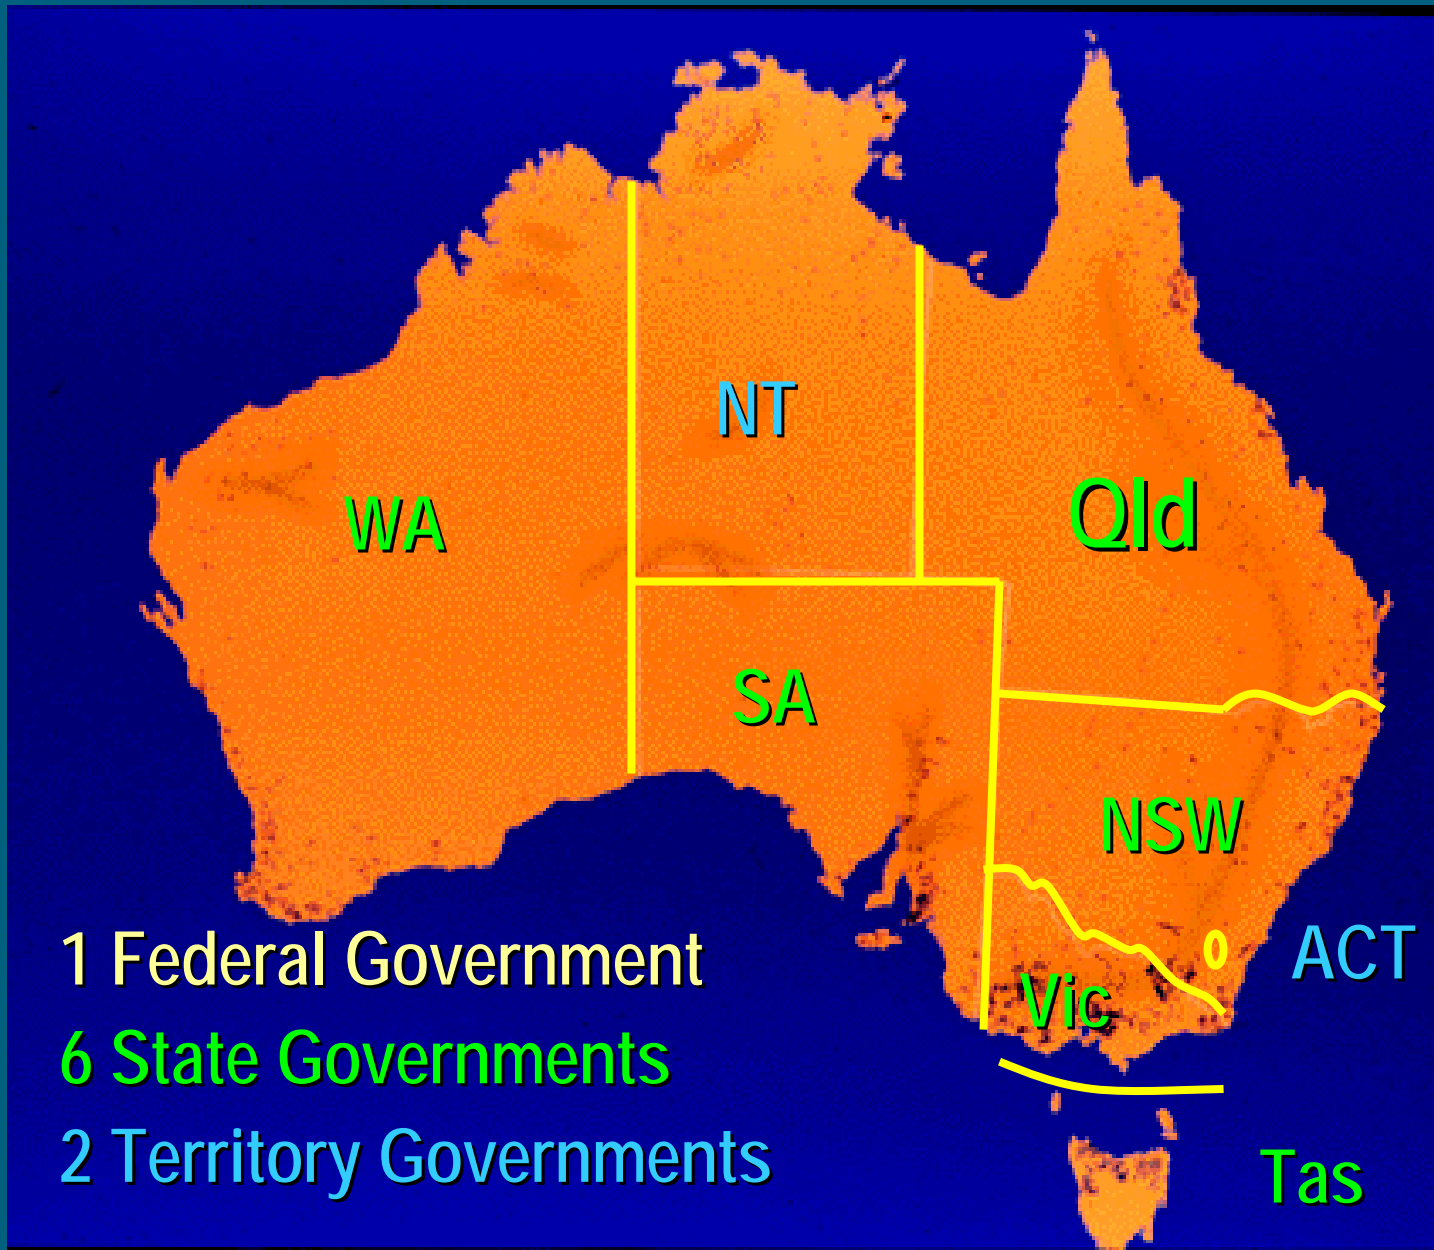 NT
WA
Qld
SA
NSW
ACT
Vic
1 Federal Government
6 State Governments
2 Territory Governments
Tas